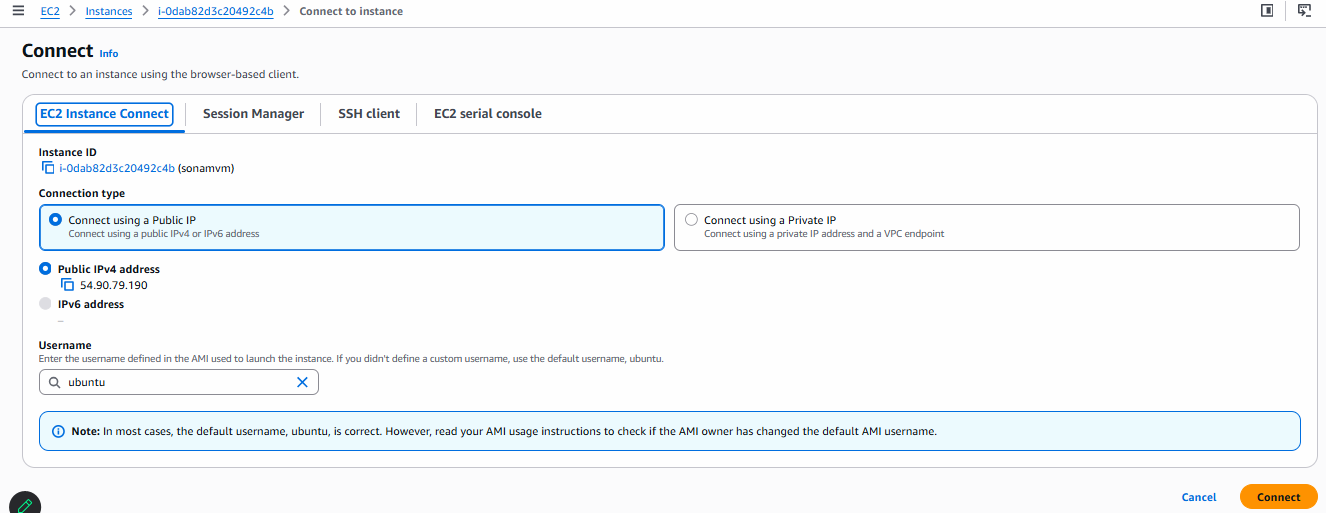 EC2 > Instances > i-0dab82d3c20492c4b > Connect to instance
Connect Info
Connect to an instance using the browser-based client.
EC2 Instance Connect Session Manager SSH client EC2 serial console
Instance ID
i-0dab82d3c20492c4b (sonamvm)
Connection type
Connect using a Public IP
Connect using a public IPv4 or IPv6 address
Connect using a Private IP
Connect using a private IP address and a VPC endpoint
Public IPv4 address
54.90.79.190
IPv6 address
–
Username
Enter the username defined in the AMI used to launch the instance. If you didn't define a custom username, use the default username, ubuntu.
ubuntu
Note: In most cases, the default username, ubuntu, is correct. However, read your AMI usage instructions to check if the AMI owner has changed the default AMI username.
Cancel Connect